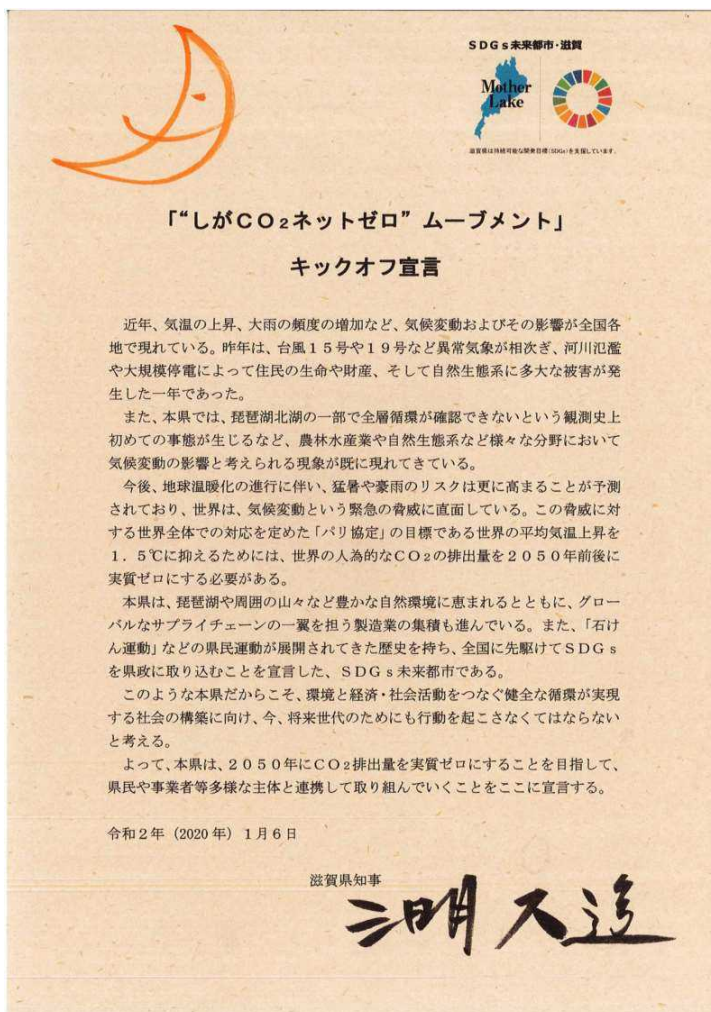 SDGs未来都市・滋賀
Mother
Lake
滋賀県は持続可能な開発目標(SDGs)を支援しています。
「“しがCO₂ネットゼロ” ムーブメント」
キックオフ宣言
近年、気温の上昇、大雨の頻度の増加など、気候変動およびその影響が全国各
地で現れている。昨年は、台風15号や19号など異常気象が相次ぎ、河川氾濫
や大規模停電によって住民の生命や財産、そして自然生態系に多大な被害が発
生した一年であった。
また、本県では、琵琶湖北湖の一部で全層循環が確認できないという観測史上
初めての事態が生じるなど、農林水産業や自然生態系など様々な分野において
気候変動の影響と考えられる現象が既に現れてきている。
今後、地球温暖化の進行に伴い、猛暑や豪雨のリスクは更に高まることが予測
されており、世界は、気候変動という緊急の脅威に直面している。この脅威に対
する世界全体での対応を定めた「パリ協定」の目標である世界の平均気温上昇を
1.5℃に抑えるためには、世界の人為的なCO₂の排出量を2050年前後に
実質ゼロにする必要がある。
本県は、琵琶湖や周囲の山々など豊かな自然環境に恵まれるとともに、グロー
バルなサプライチェーンの一翼を担う製造業の集積も進んでいる。また、「石け
ん運動」などの県民運動が展開されてきた歴史を持ち、全国に先駆けてSDGs
を県政に取り込むことを宣言した、SDGs未来都市である。
このような本県だからこそ、環境と経済・社会活動をつなぐ健全な循環が実現
する社会の構築に向け、今、将来世代のためにも行動を起こさなくてはならない
と考える。
よって、本県は、2050年にCO₂排出量を実質ゼロにすることを目指して、
県民や事業者等多様な主体と連携して取り組んでいくことをここに宣言する。
令和2年(2020年)1月6日
滋賀県知事
三日月大造